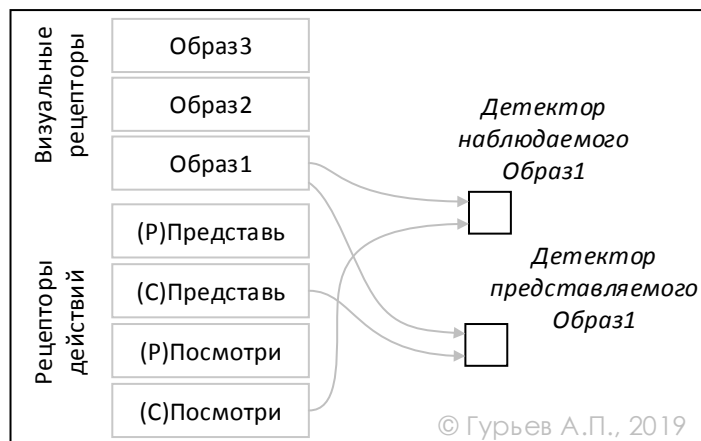 Визуальные
рецепторы
Образ3
Образ2
Образ1
Рецепторы
действий
(Р)Представь
(С)Представь
(Р)Посмотри
(С)Посмотри
Детектор
наблюдаемого
Образ1
Детектор
представляемого
Образ1
© Гурьев А.П., 2019